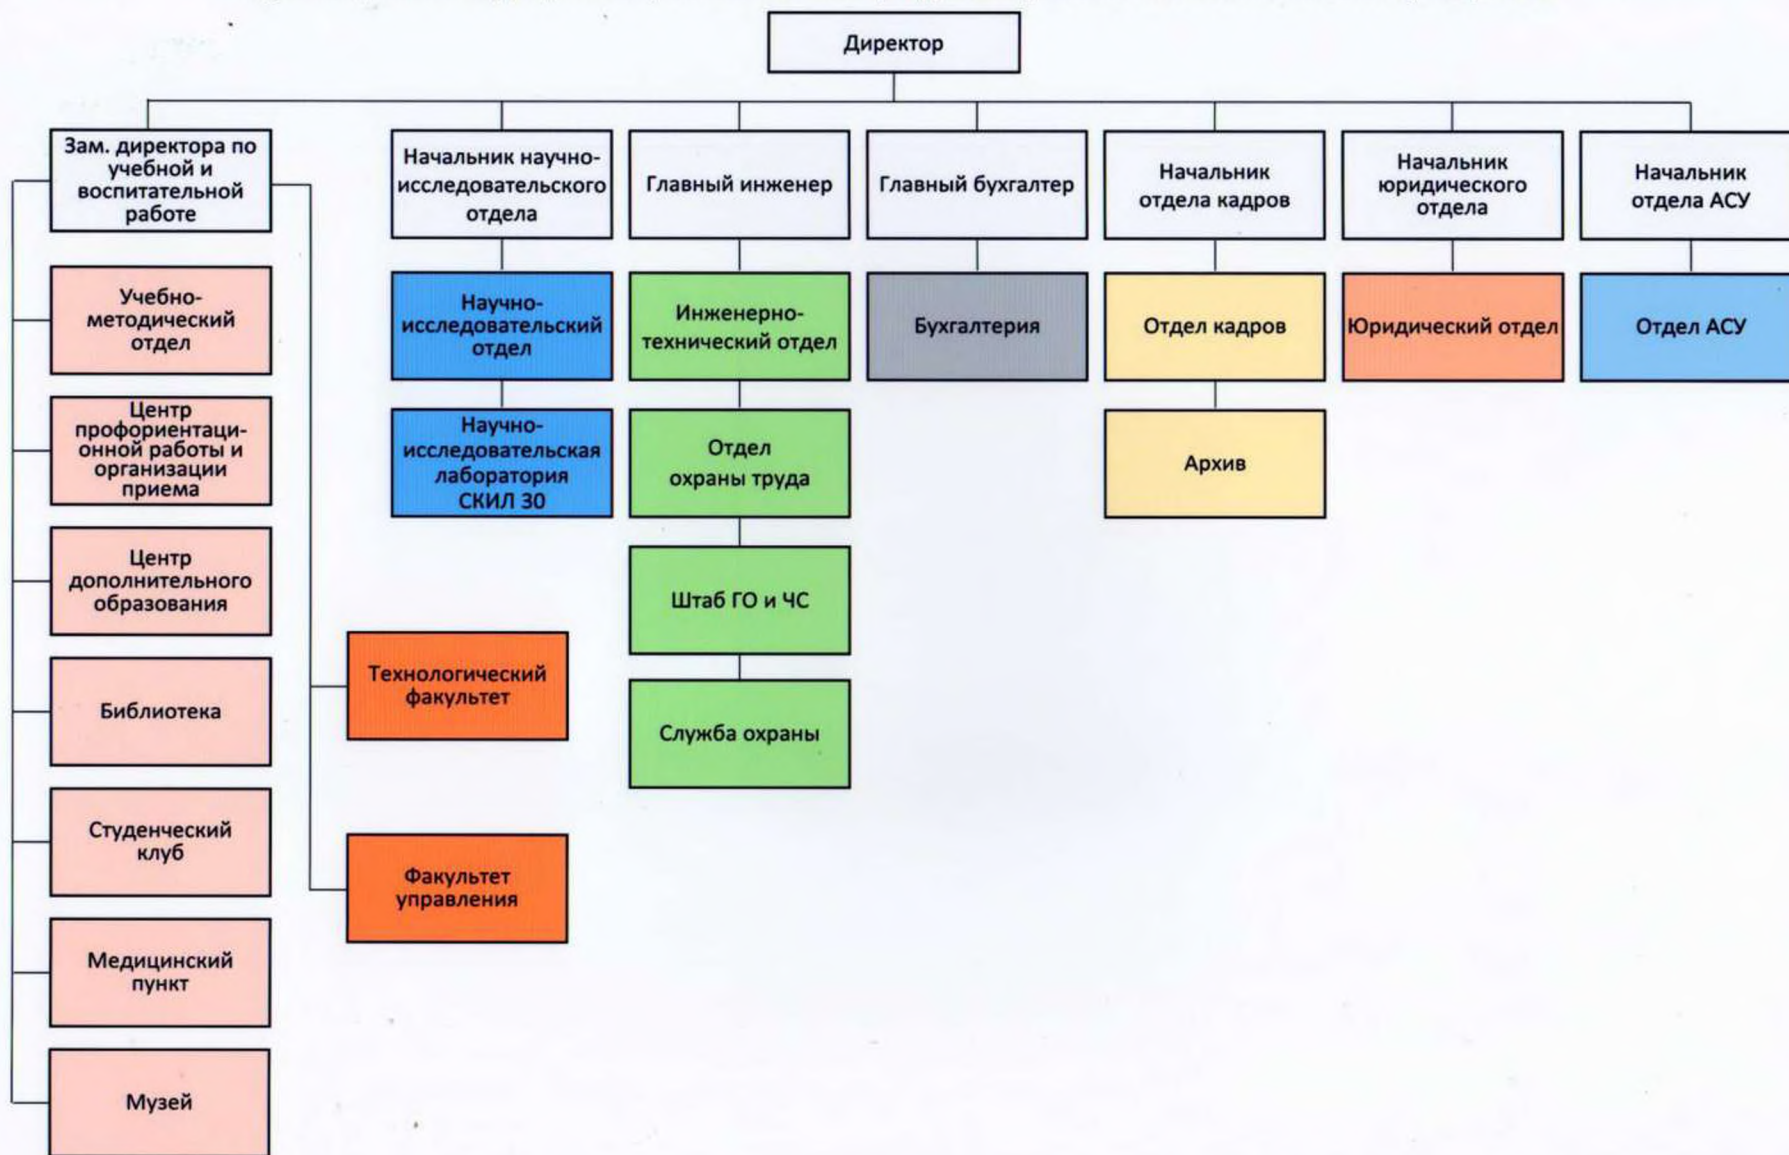 Директор
Зам. директора по
учебной и
воспитательной
работе
Начальник научно-
исследовательского
отдела
Главный инженер
Главный бухгалтер
Начальник
отдела кадров
Начальник
юридического
отдела
Начальник
отдела АСУ
Учебно-
методический
отдел
Научно-
исследовательский
отдел
Инженерно-
технический отдел
Бухгалтерия
Отдел кадров
Юридический отдел
Отдел АСУ
Центр
профориентаци-
онной работы и
организации
приема
Научно-
исследовательская
лаборатория
СКИЛ 30
Отдел
охраны труда
Архив
Центр
дополнительного
образования
Штаб ГО и ЧС
Библиотека
Технологический
факультет
Служба охраны
Студенческий
клуб
Факультет
управления
Медицинский
пункт
Музей